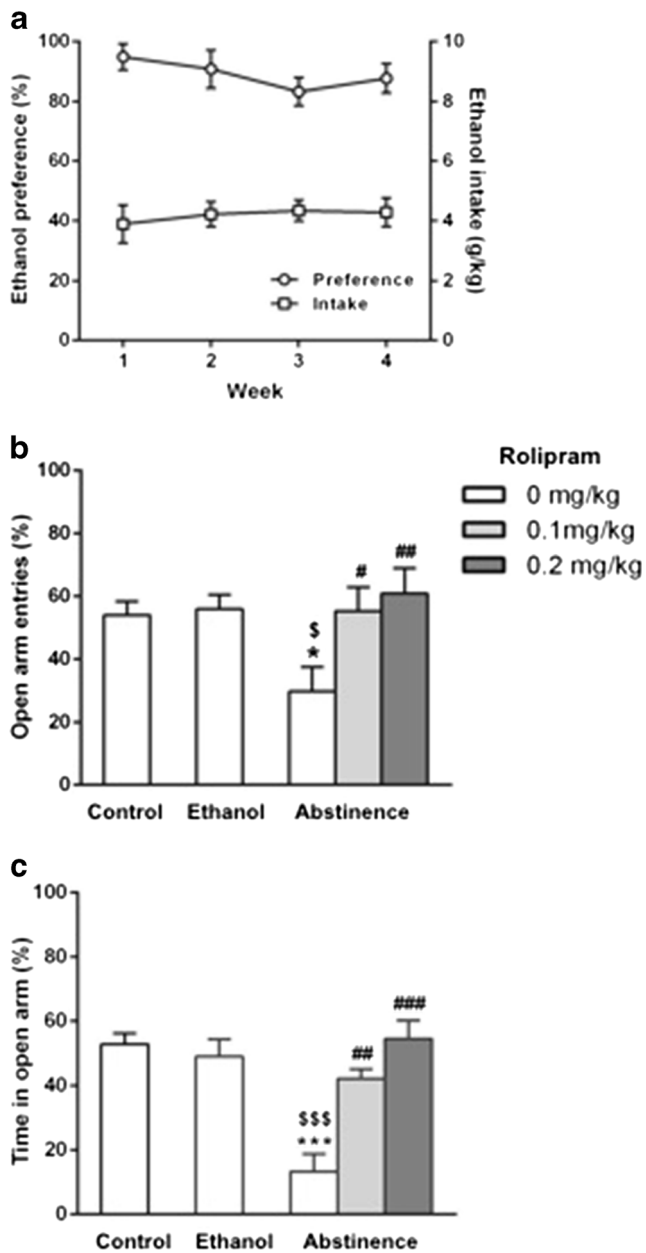 a
Ethanol preference (%)
100
80
60
40
20
0
Preference
Intake
10
8
6
4
2
0
Ethanol intake (g/kg)
1 2 3 4
Week
b
Rolipram
0 mg/kg
0.1mg/kg
0.2 mg/kg
Open arm entries (%)
100
80
60
40
20
0
$
*
#
##
Control Ethanol Abstinence
c
Time in open arm (%)
100
80
60
40
20
0
$$$
***
##
###
Control Ethanol Abstinence